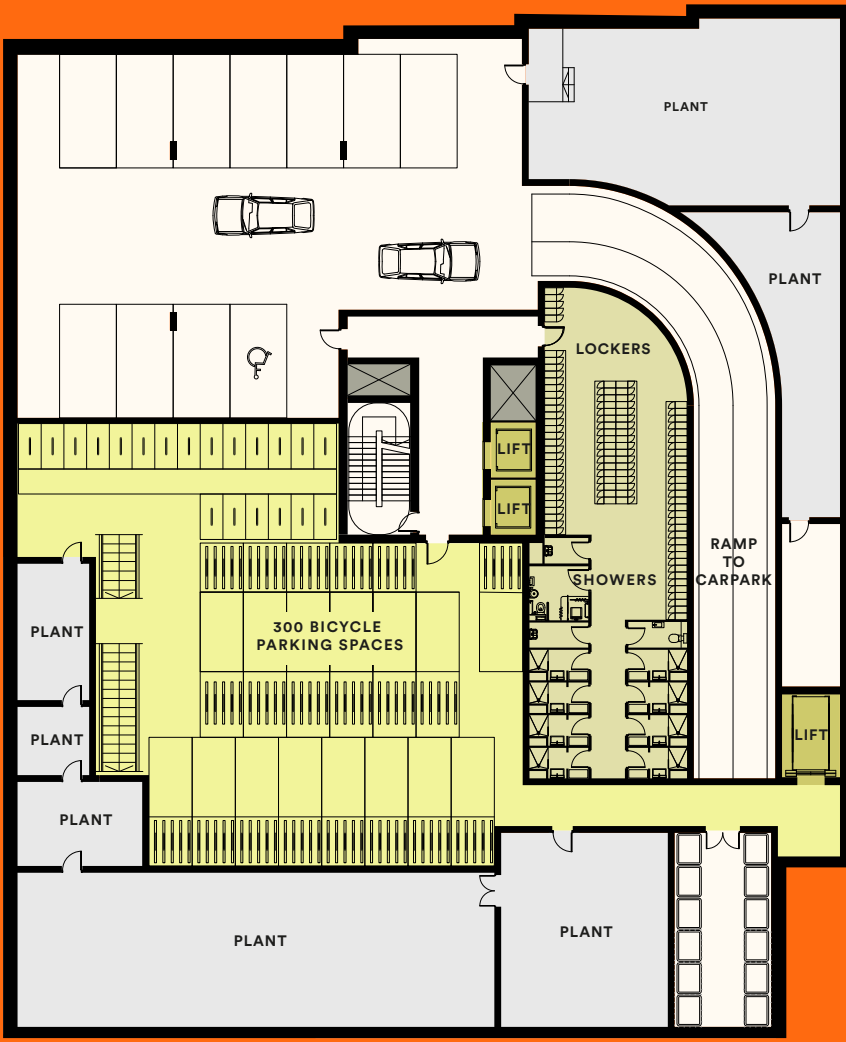 PLANT
PLANT
LOCKERS
LIFT
LIFT
RAMP
TO
CARPARK
SHOWERS
300 BICYCLE
PARKING SPACES
PLANT
PLANT
LIFT
PLANT
PLANT
PLANT